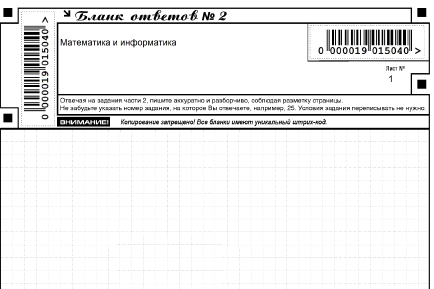 Бланк ответов № 2
0 000019 015040 >
Математика и информатика
0 000019 015040 >
Лист №
1
Отвечая на задания части 2, пишите аккуратно и разборчиво, соблюдая разметку страницы.
Не забудьте указать номер задания, на которое Вы отвечаете, например, 25. Условия задания переписывать не нужно.
ВНИМАНИЕ! Копирование запрещено! Все бланки имеют уникальный штрих-код.